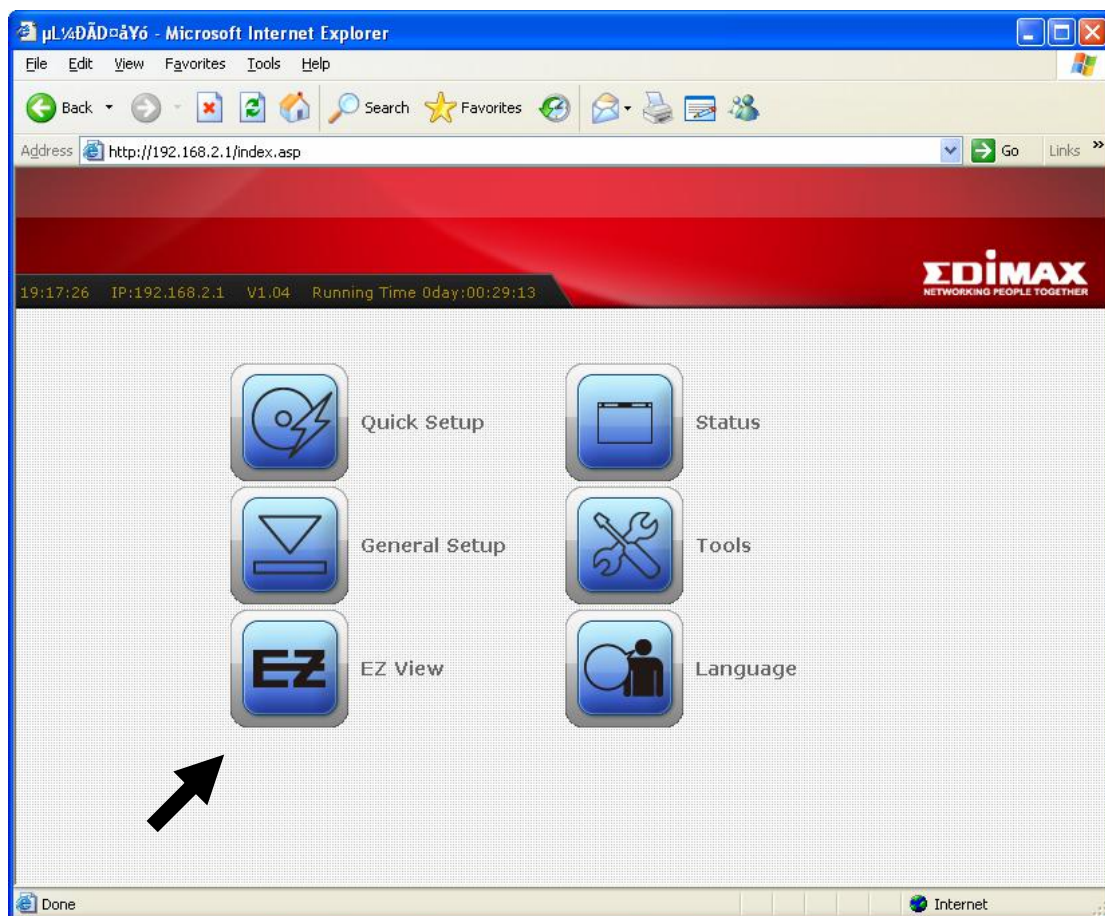 µL¼ÐÃD¤åYó - Microsoft Internet Explorer
File Edit View Favorites Tools Help
Back Search Favorites
Address http://192.168.2.1/index.asp Go Links »
EDIMAX
NETWORKING PEOPLE TOGETHER
19:17:26 IP:192.168.2.1 V1.04 Running Time 0day:00:29:13
Quick Setup Status
General Setup Tools
EZ EZ View Language
Done Internet